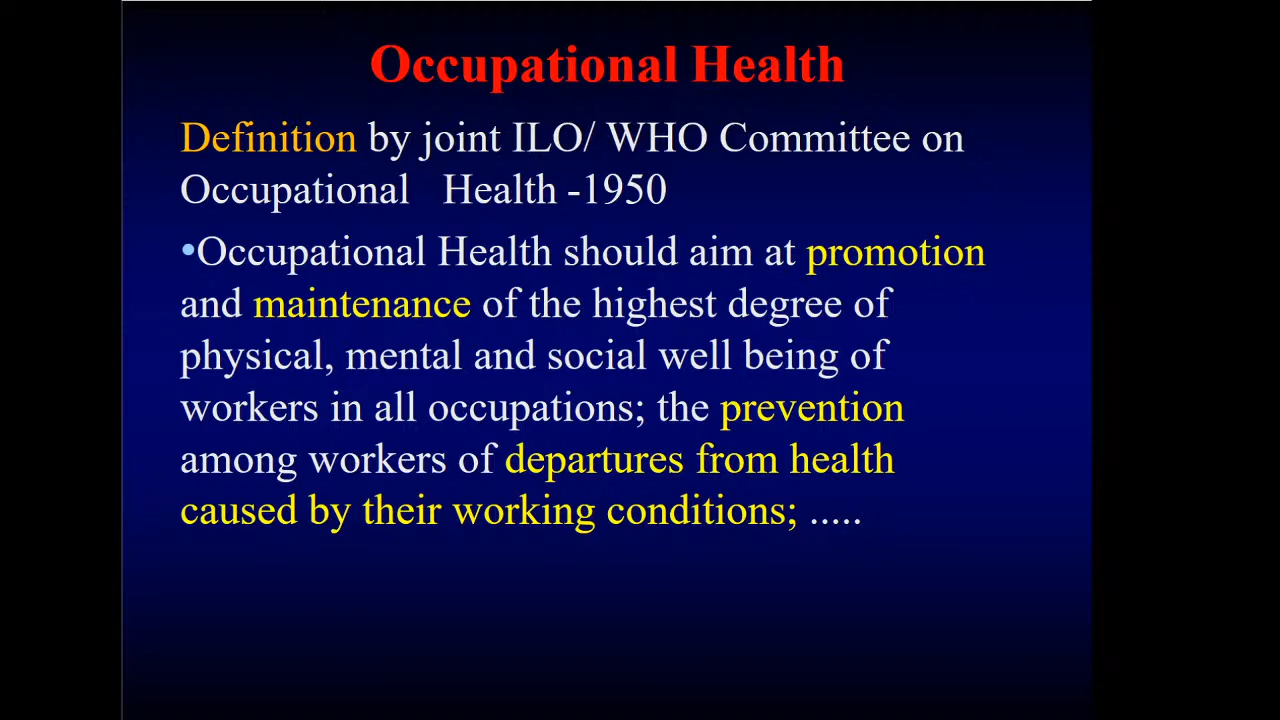 Occupational Health
Definition by joint ILO/ WHO Committee on
Occupational   Health -1950
•Occupational Health should aim at promotion
and maintenance of the highest degree of
physical, mental and social well being of
workers in all occupations; the prevention
among workers of departures from health
caused by their working conditions; .....